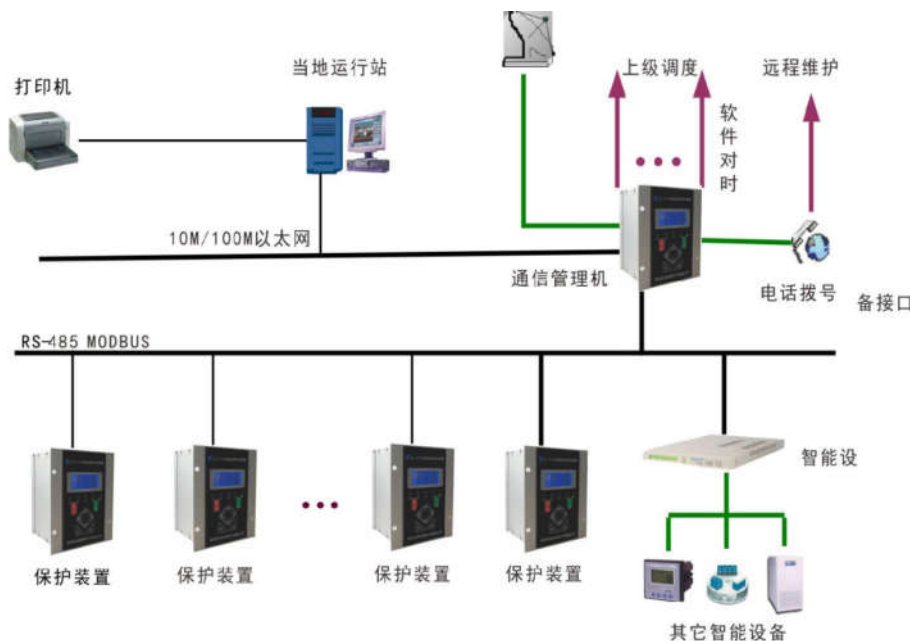 当地运行站
上级调度
远程维护
打印机
软件对时
10M/100M以太网
通信管理机
电话拨号
备接口
RS-485 MODBUS
智能设
保护装置
保护装置
保护装置
保护装置
其它智能设备